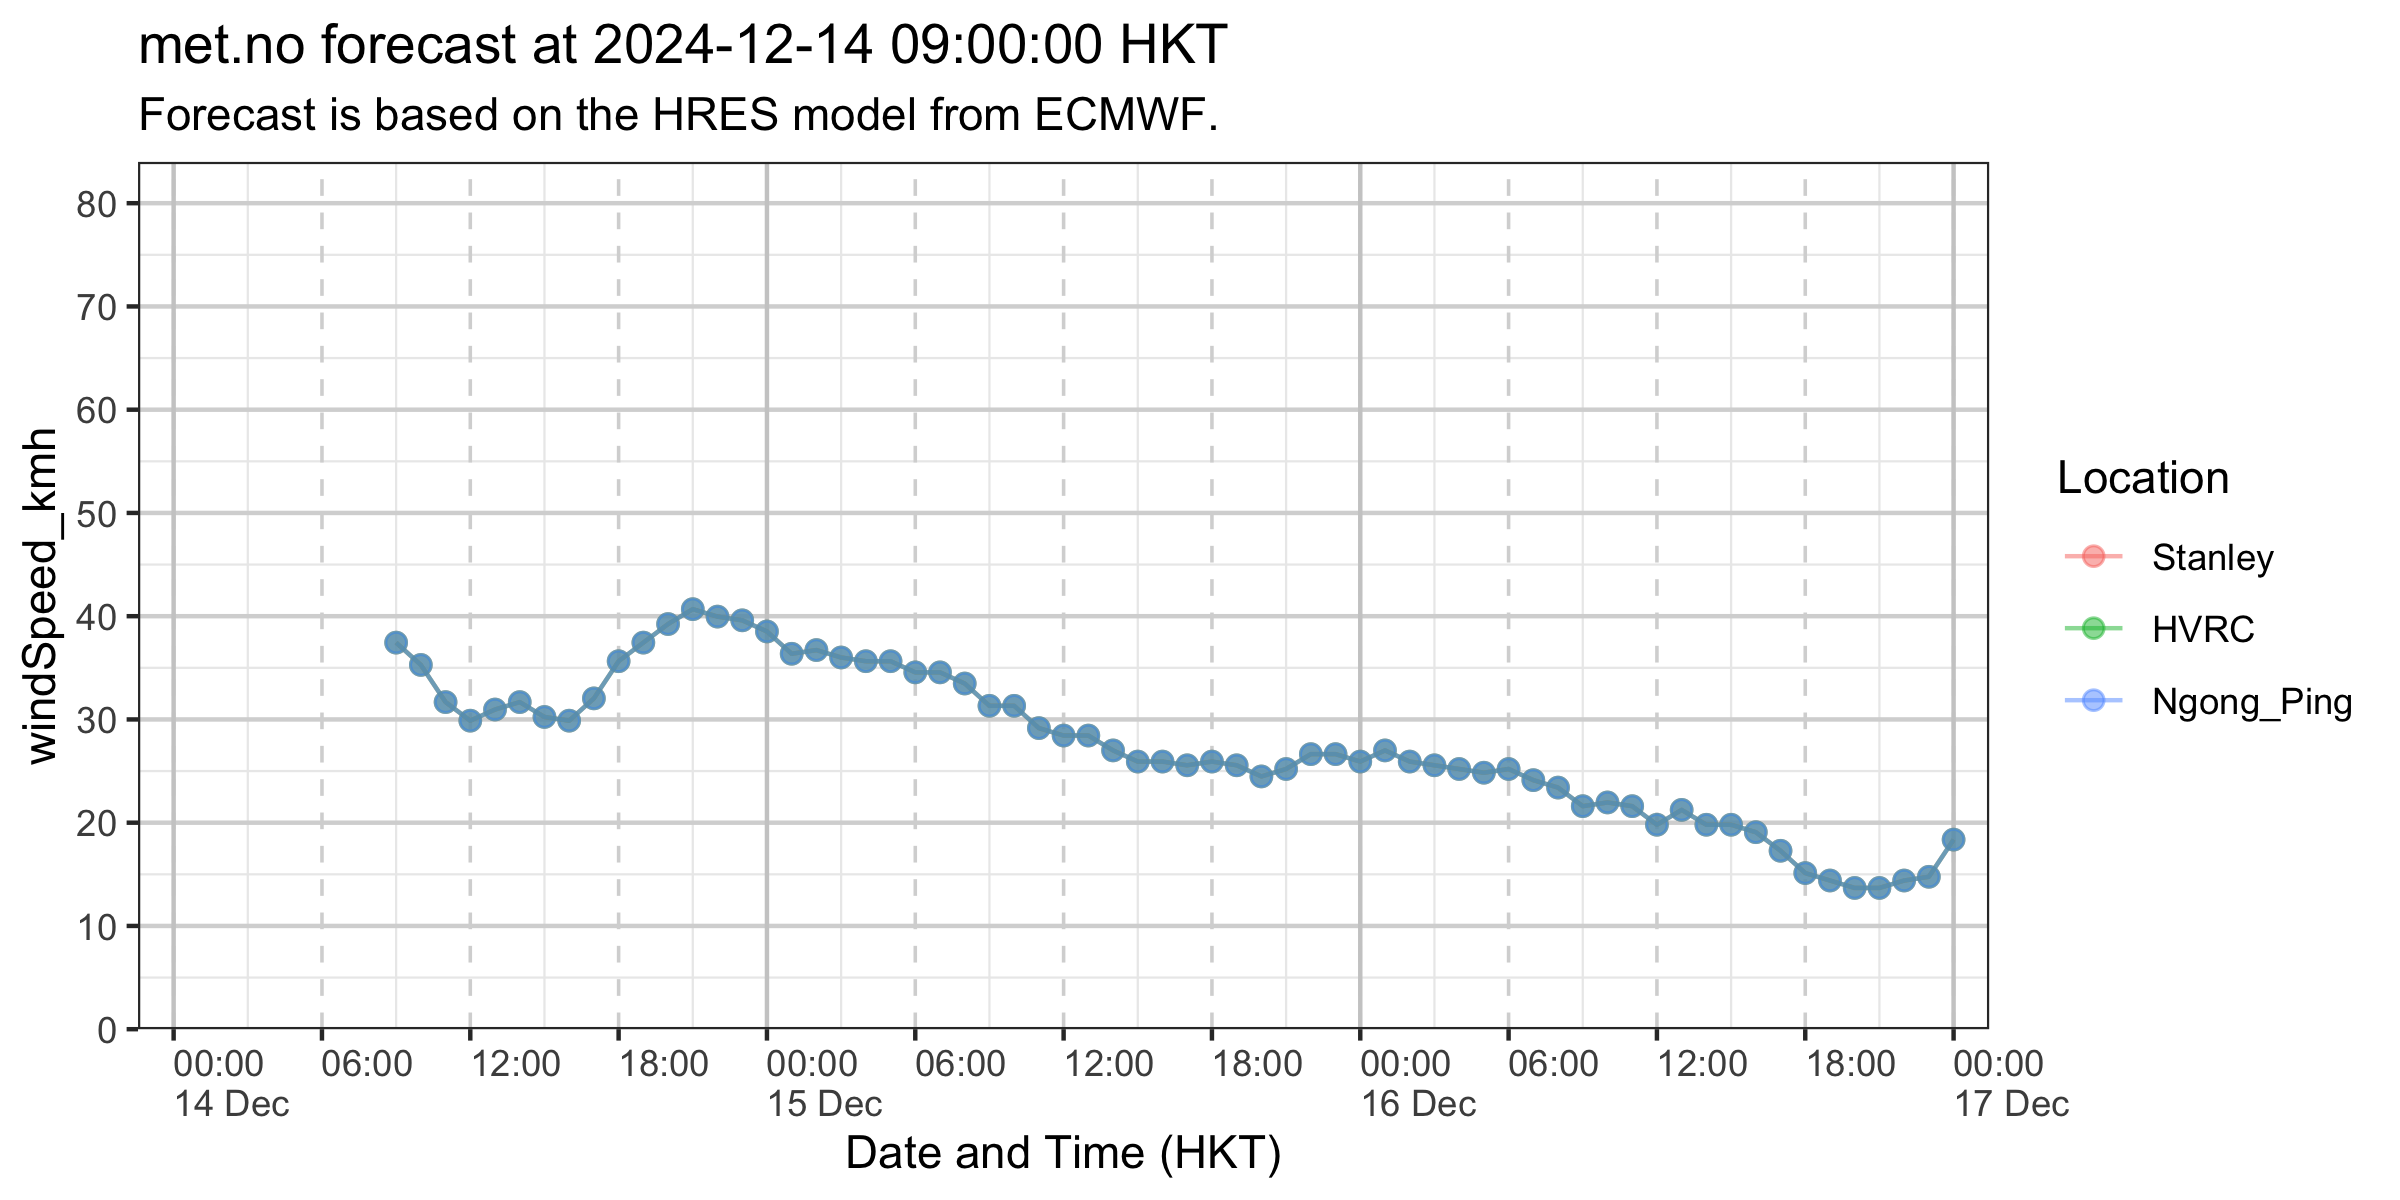 met.no forecast at 2024-12-14 09:00:00 HKT
Forecast is based on the HRES model from ECMWF.
windSpeed_kmh
80
70
60
50
40
30
20
10
0
00:00 06:00 12:00 18:00 00:00 06:00 12:00 18:00 00:00 06:00 12:00 18:00 00:00
14 Dec 15 Dec 16 Dec 17 Dec
Date and Time (HKT)
Location
Stanley
HVRC
Ngong_Ping